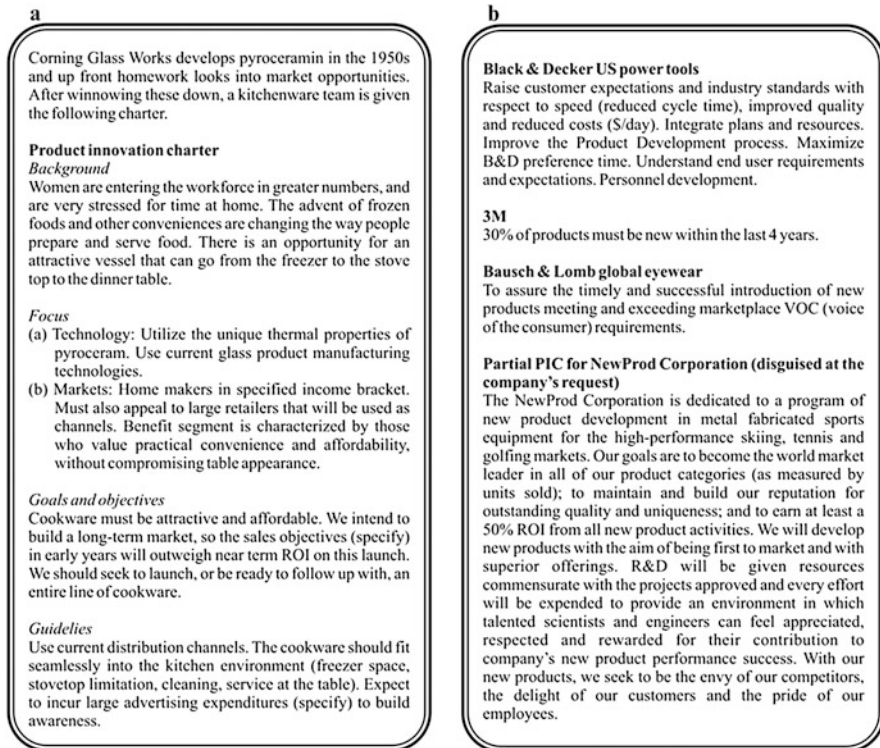 a
Corning Glass Works develops pyroceramin in the 1950s
and up front homework looks into market opportunities.
After winnowing these down, a kitchenware team is given
the following charter.
Product innovation charter
Background
Women are entering the workforce in greater numbers, and
are very stressed for time at home. The advent of frozen
foods and other conveniences are changing the way people
prepare and serve food. There is an opportunity for an
attractive vessel that can go from the freezer to the stove
top to the dinner table.
Focus
(a) Technology: Utilize the unique thermal properties of
pyroceram. Use current glass product manufacturing
technologies.
(b) Markets: Home makers in specified income bracket.
Must also appeal to large retailers that will be used as
channels. Benefit segment is characterized by those
who value practical convenience and affordability,
without compromising table appearance.
Goals and objectives
Cookware must be attractive and affordable. We intend to
build a long-term market, so the sales objectives (specify)
in early years will outweigh near term ROI on this launch.
We should seek to launch, or be ready to follow up with, an
entire line of cookware.
Guidelies
Use current distribution channels. The cookware should fit
seamlessly into the kitchen environment (freezer space,
stovetop limitation, cleaning, service at the table). Expect
to incur large advertising expenditures (specify) to build
awareness.
b
Black & Decker US power tools
Raise customer expectations and industry standards with
respect to speed (reduced cycle time), improved quality
and reduced costs ($/day). Integrate plans and resources.
Improve the Product Development process. Maximize
B&D preference time. Understand end user requirements
and expectations. Personnel development.
3M
30% of products must be new within the last 4 years.
Bausch & Lomb global eyewear
To assure the timely and successful introduction of new
products meeting and exceeding marketplace VOC (voice
of the consumer) requirements.
Partial PIC for NewProd Corporation (disguised at the
company's request)
The NewProd Corporation is dedicated to a program of
new product development in metal fabricated sports
equipment for the high-performance skiing, tennis and
golfing markets. Our goals are to become the world market
leader in all of our product categories (as measured by
units sold); to maintain and build our reputation for
outstanding quality and uniqueness; and to earn at least a
50% ROI from all new product activities. We will develop
new products with the aim of being first to market and with
superior offerings. R&D will be given resources
commensurate with the projects approved and every effort
will be expended to provide an environment in which
talented scientists and engineers can feel appreciated,
respected and rewarded for their contribution to
company's new product performance success. With our
new products, we seek to be the envy of our competitors,
the delight of our customers and the pride of our
employees.